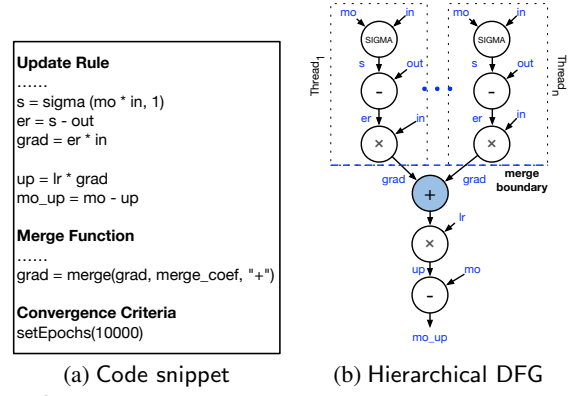 Update Rule
......
s = sigma (mo * in, 1)
er = s - out
grad = er * in
up = lr * grad
mo_up = mo - up
Merge Function
......
grad = merge(grad, merge_coef, "+")
Convergence Criteria
setEpochs(10000)
(a) Code snippet
mo in mo in
SIGMA SIGMA
Thread1 Threadn
s out s out
- • • • -
er in er in
× ×
grad grad
merge boundary
+
lr
×
up mo
-
mo_up
(b) Hierarchical DFG